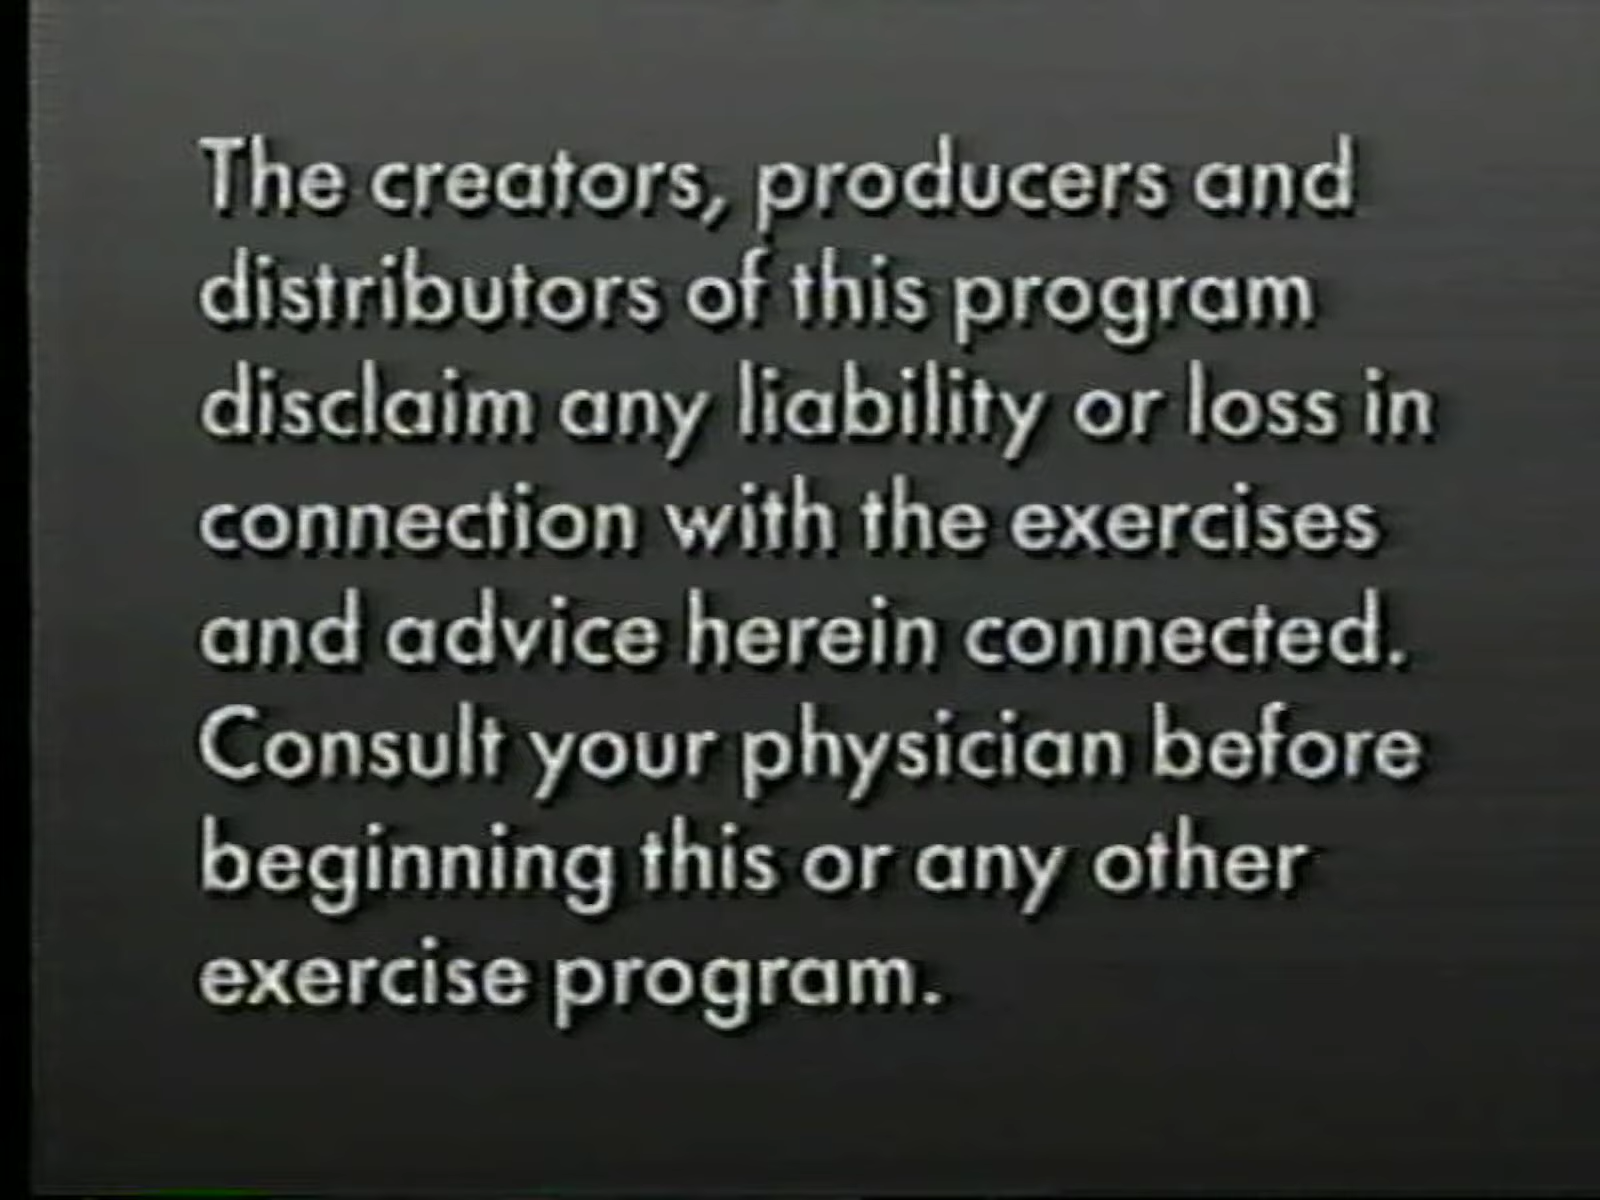 The creators, producers and
distributors of this program
disclaim any liability or loss in
connection with the exercises
and advice herein connected.
Consult your physician before
beginning this or any other
exercise program.